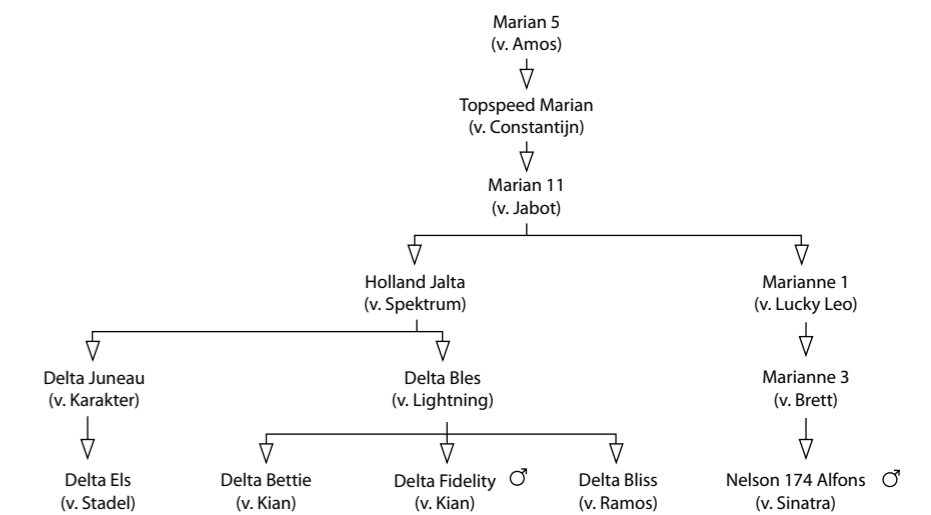 Marian 5
(v. Amos)
Topspeed Marian
(v. Constantijn)
Marian 11
(v. Jabot)
Holland Jalta
(v. Spektrum)
Marianne 1
(v. Lucky Leo)
Delta Juneau
(v. Karakter)
Delta Bles
(v. Lightning)
Marianne 3
(v. Brett)
Delta Els
(v. Stadel)
Delta Bettie
(v. Kian)
Delta Fidelity ♂
(v. Kian)
Delta Bliss
(v. Ramos)
Nelson 174 Alfons ♂
(v. Sinatra)